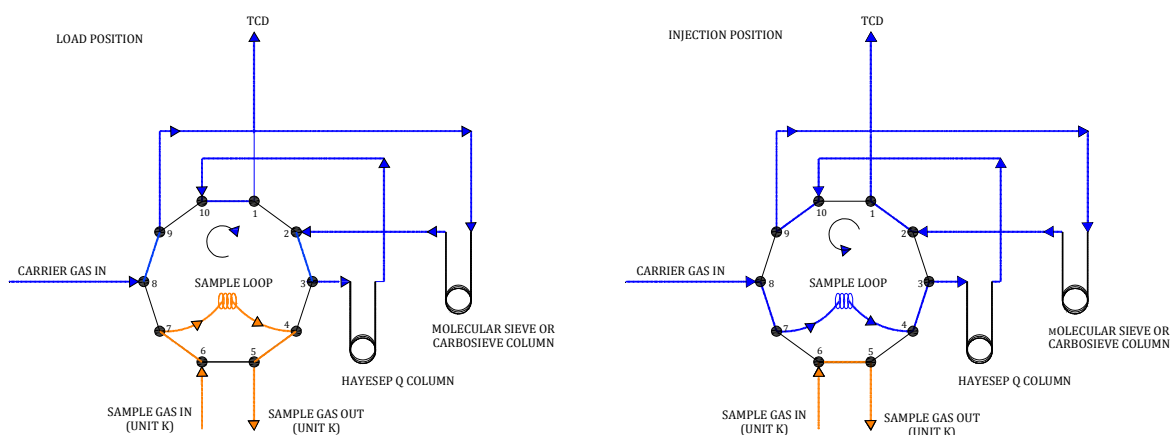 LOAD POSITION
TCD
10
1
9
2
CARRIER GAS IN
8
SAMPLE LOOP
3
7
4
6
5
MOLECULAR SIEVE OR
CARBOSIEVE COLUMN
HAYESEP Q COLUMN
SAMPLE GAS IN
(UNIT K)
SAMPLE GAS OUT
(UNIT K)
INJECTION POSITION
TCD
10
1
9
2
CARRIER GAS IN
8
SAMPLE LOOP
3
7
4
6
5
MOLECULAR SIEVE OR
CARBOSIEVE COLUMN
HAYESEP Q COLUMN
SAMPLE GAS IN
(UNIT K)
SAMPLE GAS OUT
(UNIT K)